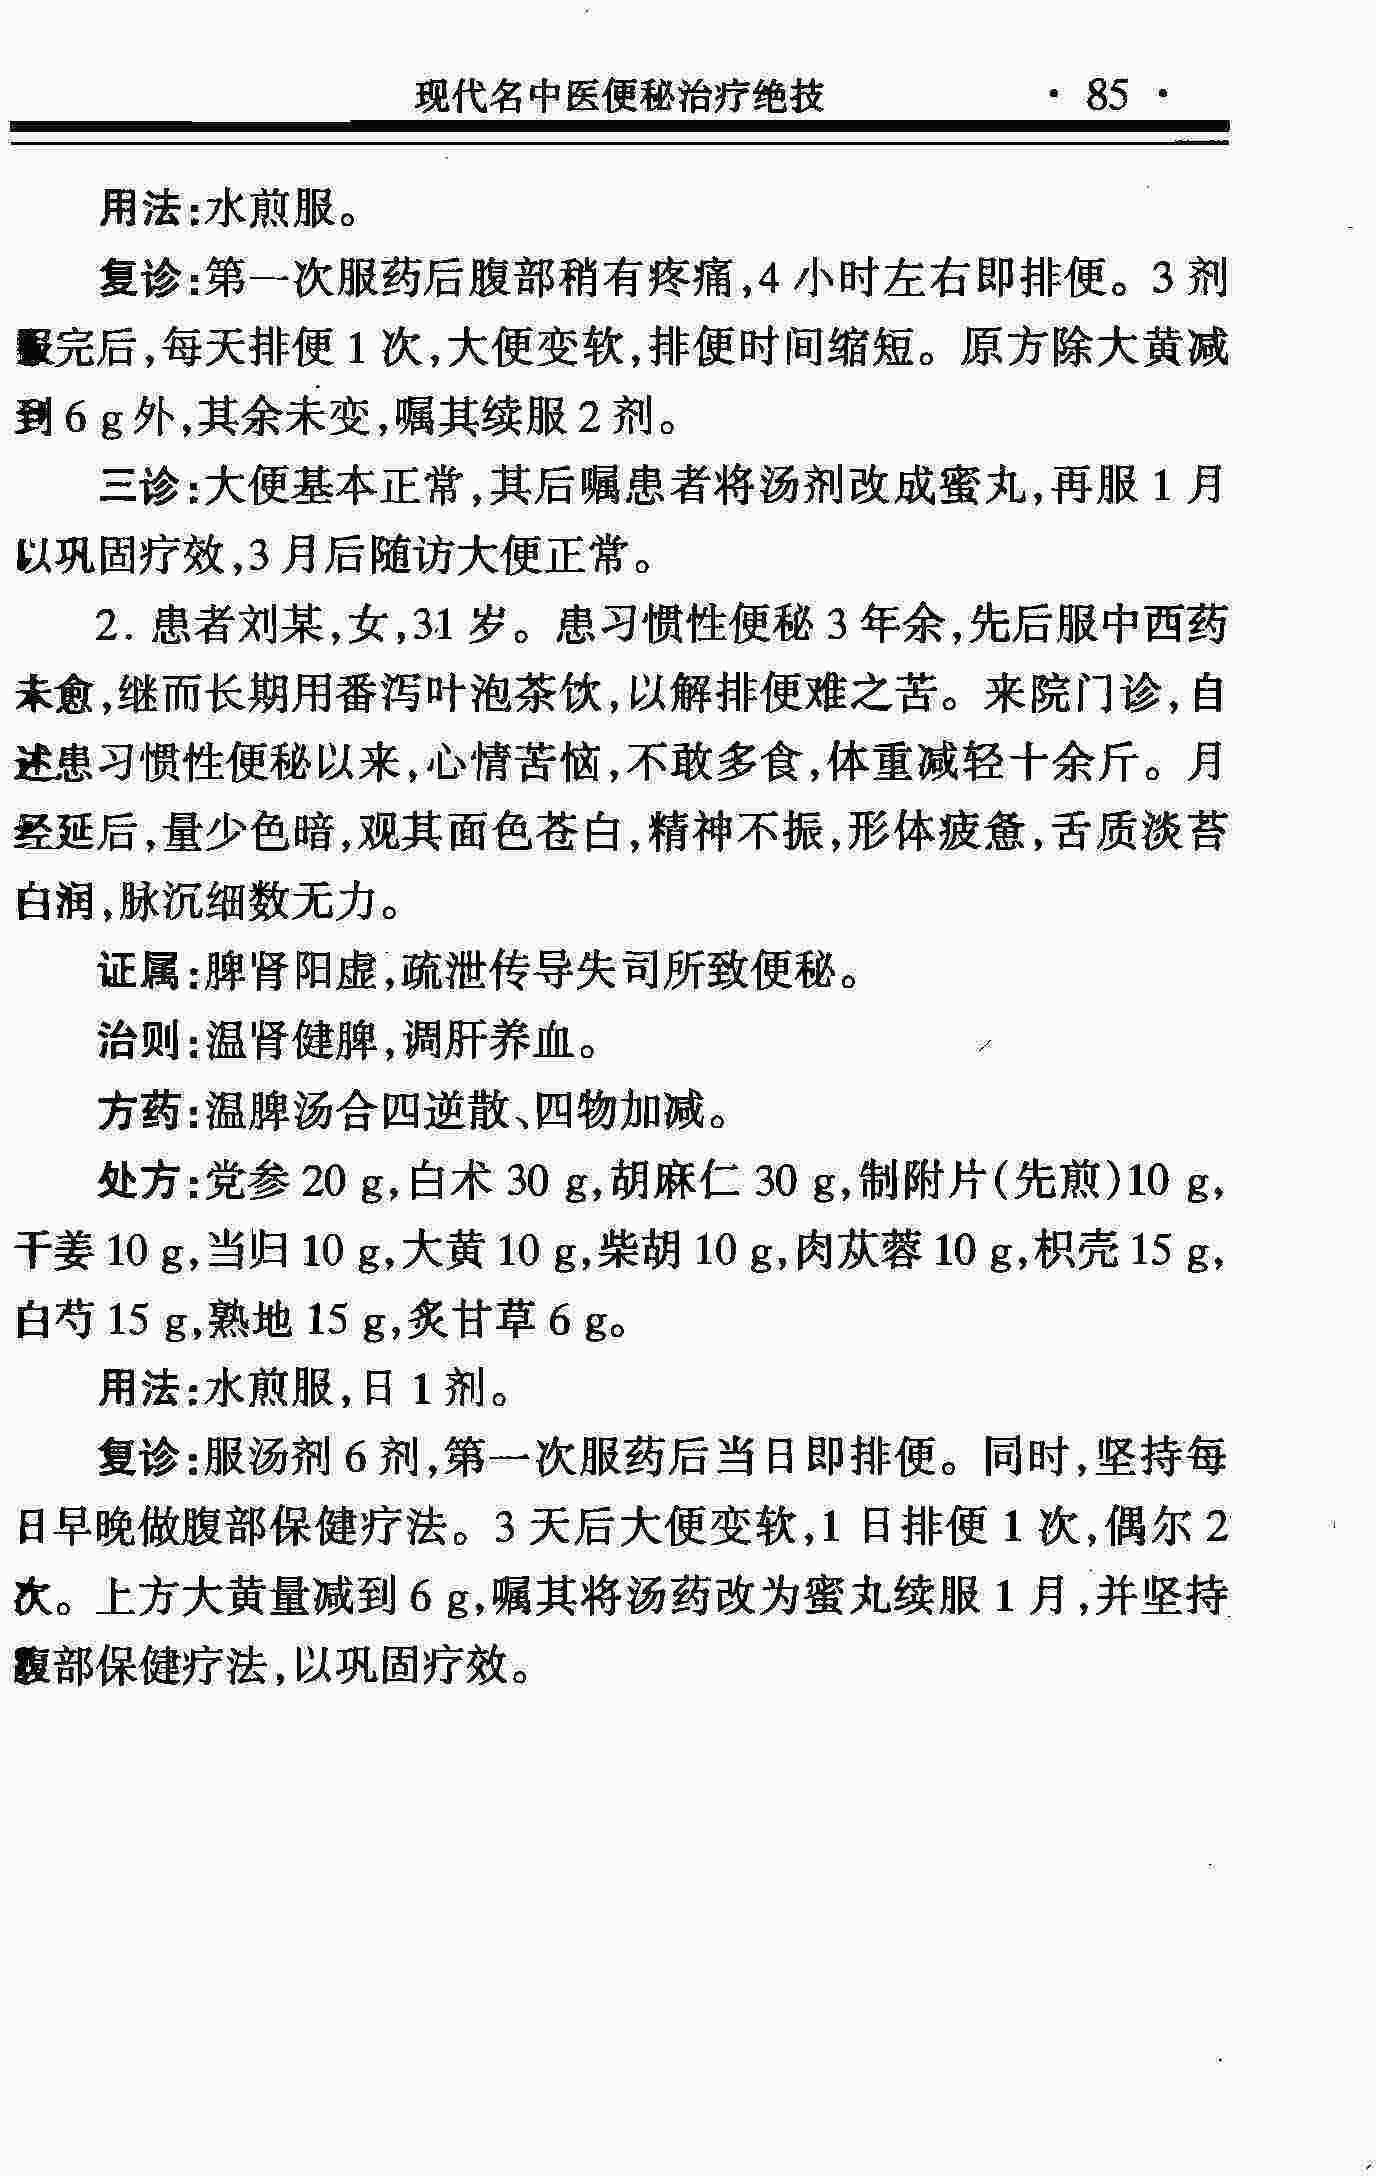 现代名中医便秘治疗绝技 · 85 ·
用法:水煎服。
复诊:第一次服药后腹部稍有疼痛,4 小时左右即排便。3 剂
服完后,每天排便 1 次,大便变软,排便时间缩短。原方除大黄减
到 6 g 外,其余未变,嘱其续服 2 剂。
三诊:大便基本正常,其后嘱患者将汤剂改成蜜丸,再服 1 月
以巩固疗效,3 月后随访大便正常。
2. 患者刘某,女,31 岁。患习惯性便秘 3 年余,先后服中西药
未愈,继而长期用番泻叶泡茶饮,以解排便难之苦。来院门诊,自
述患习惯性便秘以来,心情苦恼,不敢多食,体重减轻十余斤。月
经延后,量少色暗,观其面色苍白,精神不振,形体疲惫,舌质淡苔
白润,脉沉细数无力。
证属:脾肾阳虚,疏泄传导失司所致便秘。
治则:温肾健脾,调肝养血。
方药:温脾汤合四逆散、四物加减。
处方:党参 20 g,白术 30 g,胡麻仁 30 g,制附片(先煎)10 g,
干姜 10 g,当归 10 g,大黄 10 g,柴胡 10 g,肉苁蓉 10 g,枳壳 15 g,
白芍 15 g,熟地 15 g,炙甘草 6 g。
用法:水煎服,日 1 剂。
复诊:服汤剂 6 剂,第一次服药后当日即排便。同时,坚持每
日早晚做腹部保健疗法。3 天后大便变软,1 日排便 1 次,偶尔 2
次。上方大黄量减到 6 g,嘱其将汤药改为蜜丸续服 1 月,并坚持
腹部保健疗法,以巩固疗效。